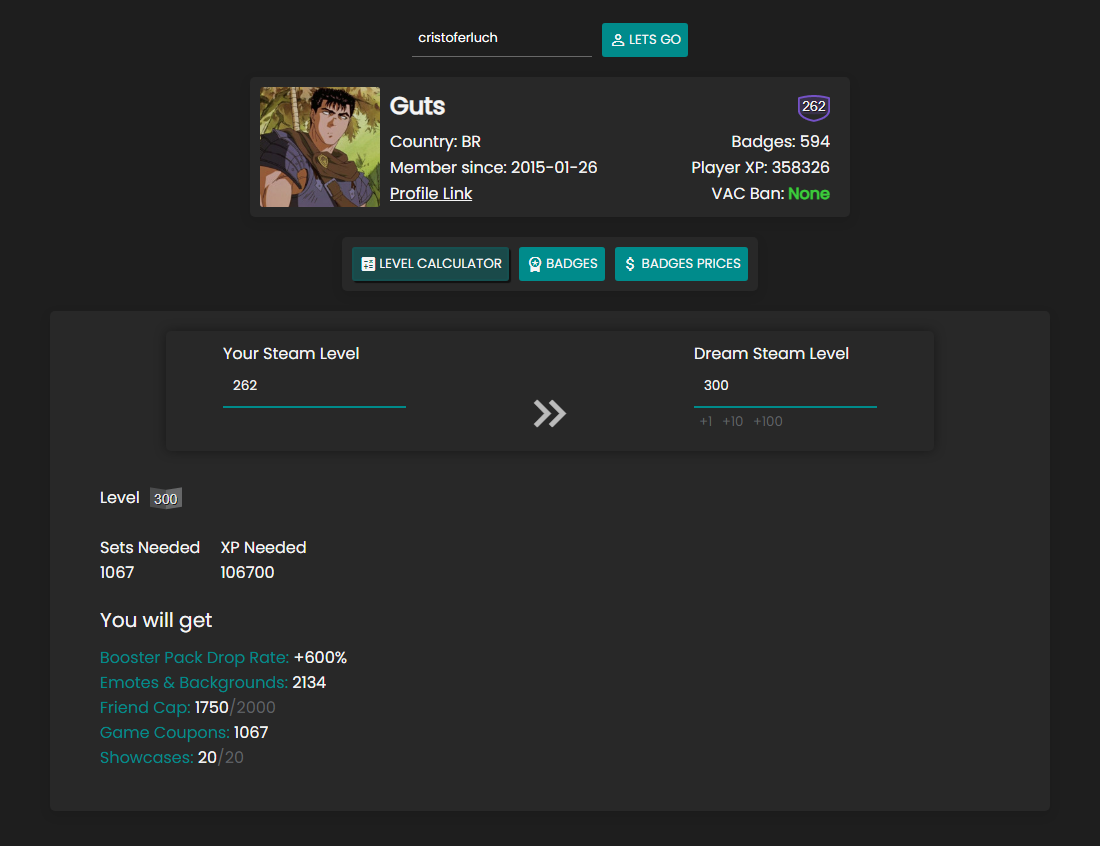 cristoferluch
LETS GO
Guts
262
Country: BR
Badges: 594
Member since: 2015-01-26
Player XP: 358326
Profile Link
VAC Ban: None
LEVEL CALCULATOR
BADGES
BADGES PRICES
Your Steam Level
Dream Steam Level
262
300
+1 +10 +100
Level 300
Sets Needed
XP Needed
1067
106700
You will get
Booster Pack Drop Rate: +600%
Emotes & Backgrounds: 2134
Friend Cap: 1750/2000
Game Coupons: 1067
Showcases: 20/20